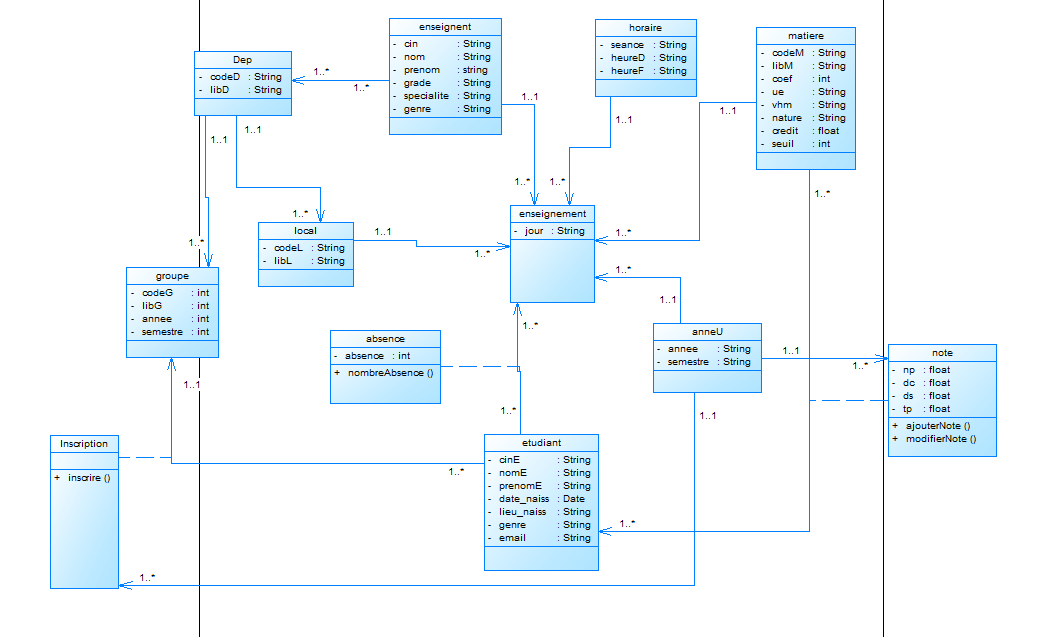 enseignent
- cin : String
- nom : String
- prenom : string
- grade : String
- specialite : String
- genre : String
horaire
- seance : String
- heureD : String
- heureF : String
matiere
- codeM : String
- libM : String
- coef : int
- ue : String
- vhm : String
- nature : String
- credit : float
- seuil : int
Dep
- codeD : String
- libD : String
1..*
1..*
1..1
1..1
1..1
1..1
1..1
1..*
1..*
1..*
1..*
enseignement
- jour : String
local
- codeL : String
- libL : String
1..1
1..*
1..*
1..*
groupe
- codeG : int
- libG : int
- annee : int
- semestre : int
1..*
1..1
1..*
absence
- absence : int
+ nombreAbsence ()
anneU
- annee : String
- semestre : String
1..1
1..*
note
- np : float
- dc : float
- ds : float
- tp : float
+ ajouterNote ()
+ modifierNote ()
1..1
1..*
1..1
Inscription
+ inscrire ()
etudiant
- cinE : String
- nomE : String
- prenomE : String
- date_naiss : Date
- lieu_naiss : String
- genre : String
- email : String
1..*
1..*
1..*